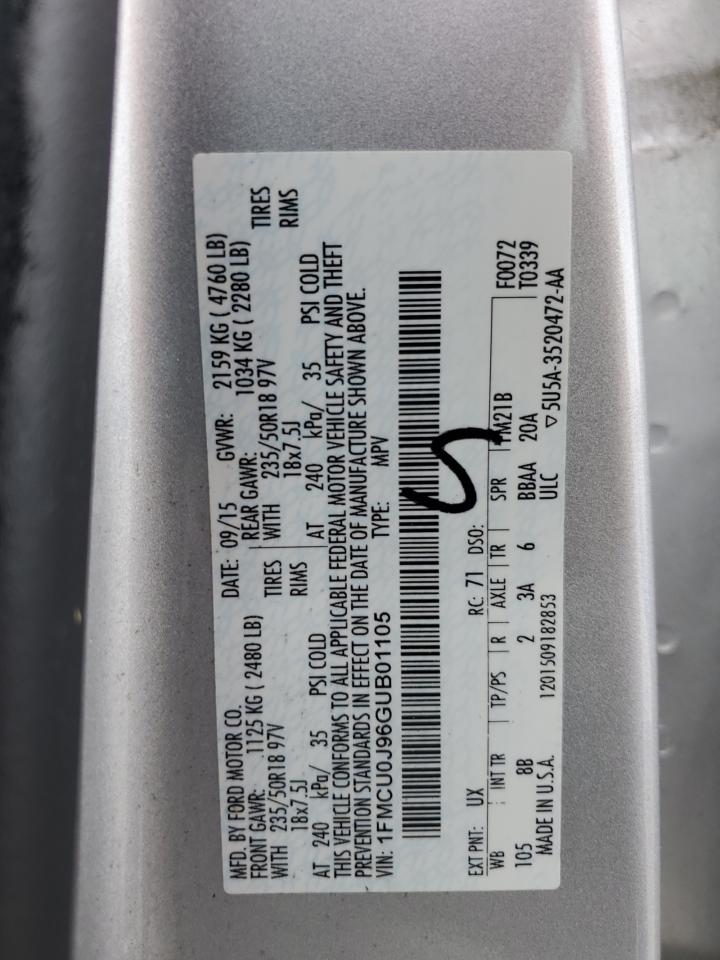 MFD. BY FORD MOTOR CO.
DATE: 09/15 GVWR: 2159 KG ( 4760 LB)
FRONT GAWR: 1125 KG ( 2480 LB)
REAR GAWR: 1034 KG ( 2280 LB)
WITH 235/50R18 97V TIRES
WITH 235/50R18 97V TIRES
18x7.5J RIMS
18x7.5J RIMS
AT 240 kPa/ 35 PSI COLD
AT 240 kPa/ 35 PSI COLD
THIS VEHICLE CONFORMS TO ALL APPLICABLE FEDERAL MOTOR VEHICLE SAFETY AND THEFT
PREVENTION STANDARDS IN EFFECT ON THE DATE OF MANUFACTURE SHOWN ABOVE.
VIN: 1FMCU0J96GUB01105 TYPE: MPV
EXT PNT: UX RC: 71 DSO:
WB INT TR TP/PS R AXLE TR SPR FM21B F0072
105 8B 2 3A 6 BBAA 20A T0339
MADE IN U.S.A. 1201509182853 ULC ▽5U5A-3520472-AA